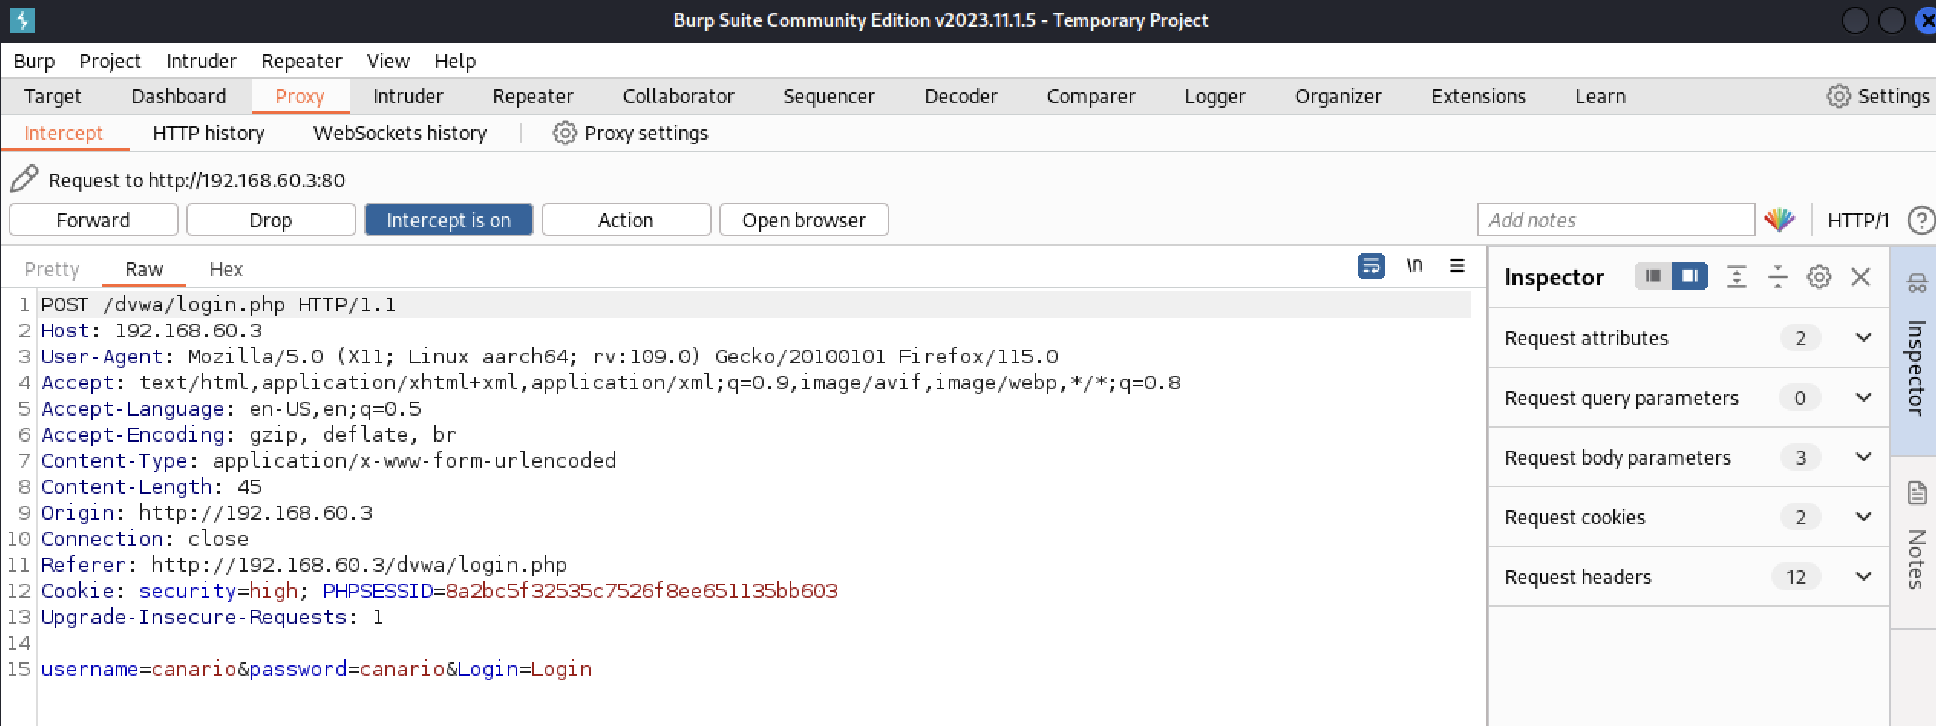 Burp Suite Community Edition v2023.11.1.5 - Temporary Project
Burp Project Intruder Repeater View Help
Target Dashboard Proxy Intruder Repeater Collaborator Sequencer Decoder Comparer Logger Organizer Extensions Learn Settings
Intercept HTTP history WebSockets history Proxy settings
Request to http://192.168.60.3:80
Forward Drop Intercept is on Action Open browser Add notes HTTP/1 ?
Pretty Raw Hex \n
1 POST /dvwa/login.php HTTP/1.1
2 Host: 192.168.60.3
3 User-Agent: Mozilla/5.0 (X11; Linux aarch64; rv:109.0) Gecko/20100101 Firefox/115.0
4 Accept: text/html,application/xhtml+xml,application/xml;q=0.9,image/avif,image/webp,*/*;q=0.8
5 Accept-Language: en-US,en;q=0.5
6 Accept-Encoding: gzip, deflate, br
7 Content-Type: application/x-www-form-urlencoded
8 Content-Length: 45
9 Origin: http://192.168.60.3
10 Connection: close
11 Referer: http://192.168.60.3/dvwa/login.php
12 Cookie: security=high; PHPSESSID=8a2bc5f32535c7526f8ee651135bb603
13 Upgrade-Insecure-Requests: 1
14
15 username=canario&password=canario&Login=Login
Inspector
Request attributes 2
Request query parameters 0
Request body parameters 3
Request cookies 2
Request headers 12
Inspector
Notes